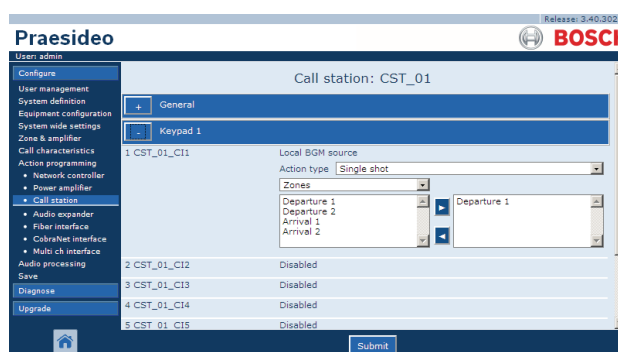 Release: 3.40.302
Praesideo
BOSCH
User: admin
Configure
User management
System definition
Equipment configuration
System wide settings
Zone & amplifier
Call characteristics
Action programming
• Network controller
• Power amplifier
• Call station
• Audio expander
• Fiber interface
• CobraNet interface
• Multi ch interface
Audio processing
Save
Diagnose
Upgrade
Call station: CST_01
+ General
- Keypad 1
1 CST_01_CI1 Local BGM source
Action type Single shot
Zones
Departure 1
Departure 2
Arrival 1
Arrival 2
Departure 1
2 CST_01_CI2 Disabled
3 CST_01_CI3 Disabled
4 CST_01_CI4 Disabled
5 CST_01_CI5 Disabled
Submit